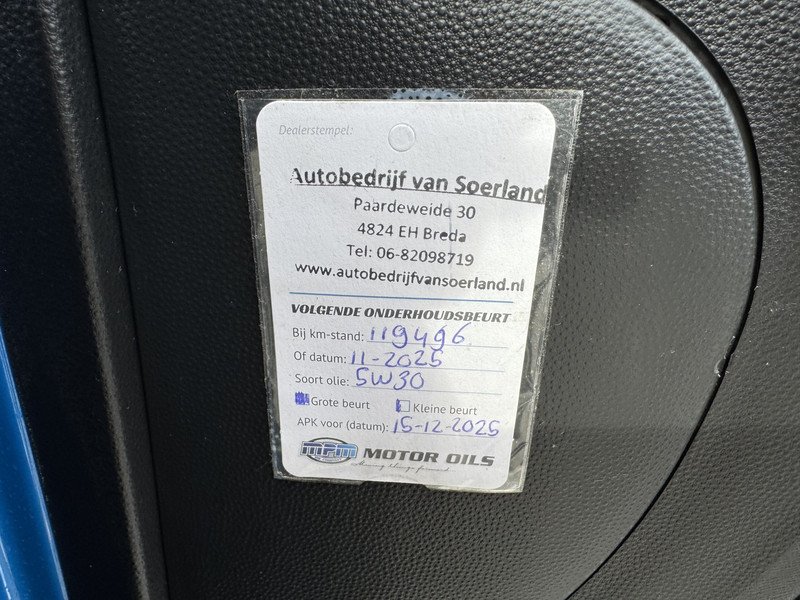 Dealerstempel:
Autobedrijf van Soerland
Paardeweide 30
4824 EH Breda
Tel: 06-82098719
www.autobedrijfvansoerland.nl
VOLGENDE ONDERHOUDSBEURT
Bij km-stand: 119496
Of datum: 11-2025
Soort olie: 5W30
Grote beurt Kleine beurt
APK voor (datum): 15-12-2025
MPM MOTOR OILS